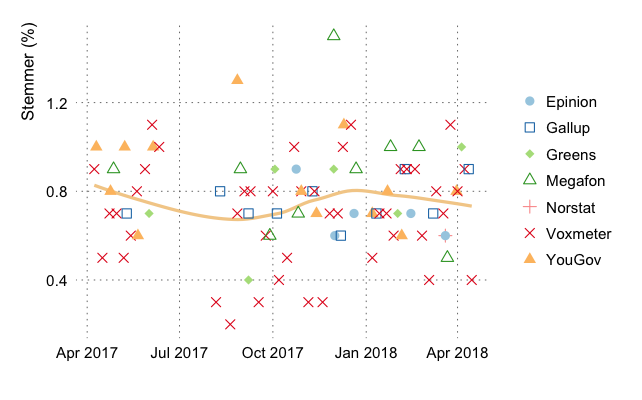 Stemmer (%)
1.2
0.8
0.4
Apr 2017
Jul 2017
Oct 2017
Jan 2018
Apr 2018
Epinion
Gallup
Greens
Megafon
Norstat
Voxmeter
YouGov